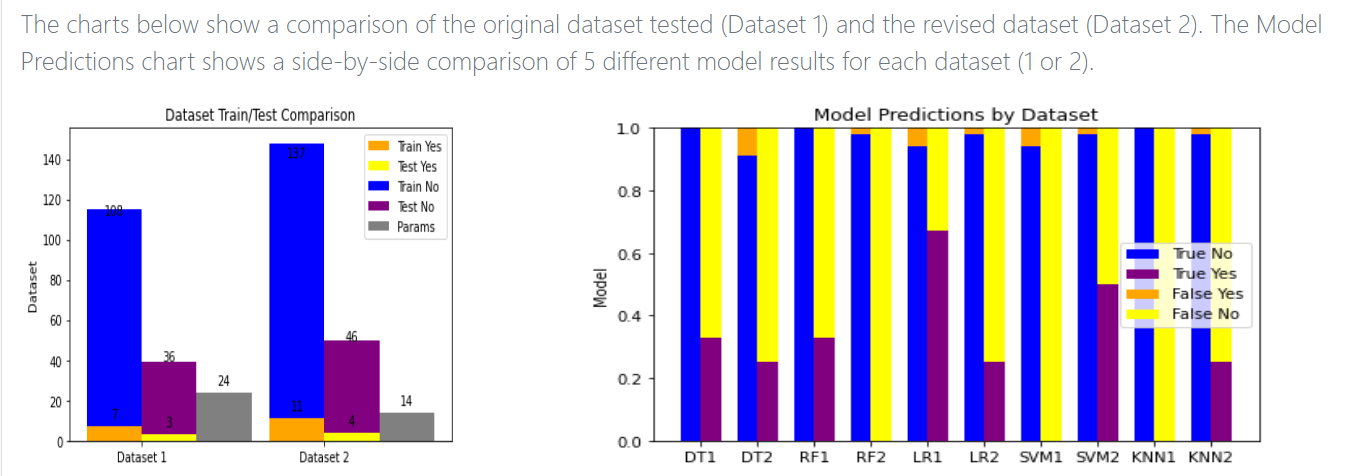 The charts below show a comparison of the original dataset tested (Dataset 1) and the revised dataset (Dataset 2). The Model
Predictions chart shows a side-by-side comparison of 5 different model results for each dataset (1 or 2).
Dataset Train/Test Comparison
Dataset
140
120
100
80
60
40
20
0
108
7
36
3
24
137
11
46
4
14
Train Yes
Test Yes
Train No
Test No
Params
Dataset 1
Dataset 2
Model Predictions by Dataset
Model
1.0
0.8
0.6
0.4
0.2
0.0
True No
True Yes
False Yes
False No
DT1 DT2 RF1 RF2 LR1 LR2 SVM1 SVM2 KNN1 KNN2